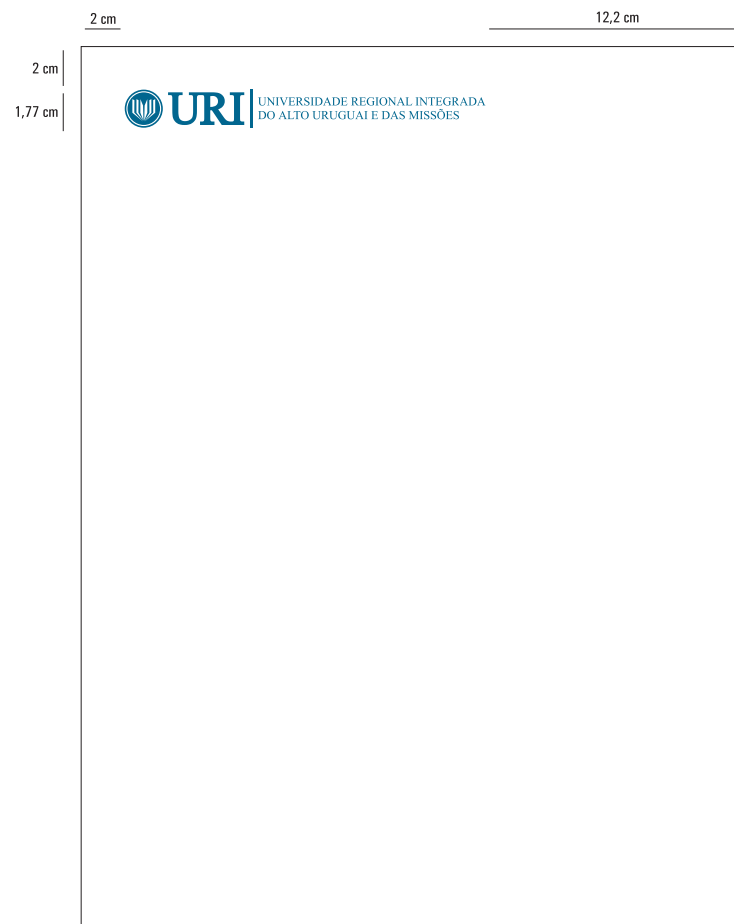 2 cm
12,2 cm
2 cm
1,77 cm
URI
UNIVERSIDADE REGIONAL INTEGRADA
DO ALTO URUGUAI E DAS MISSÕES